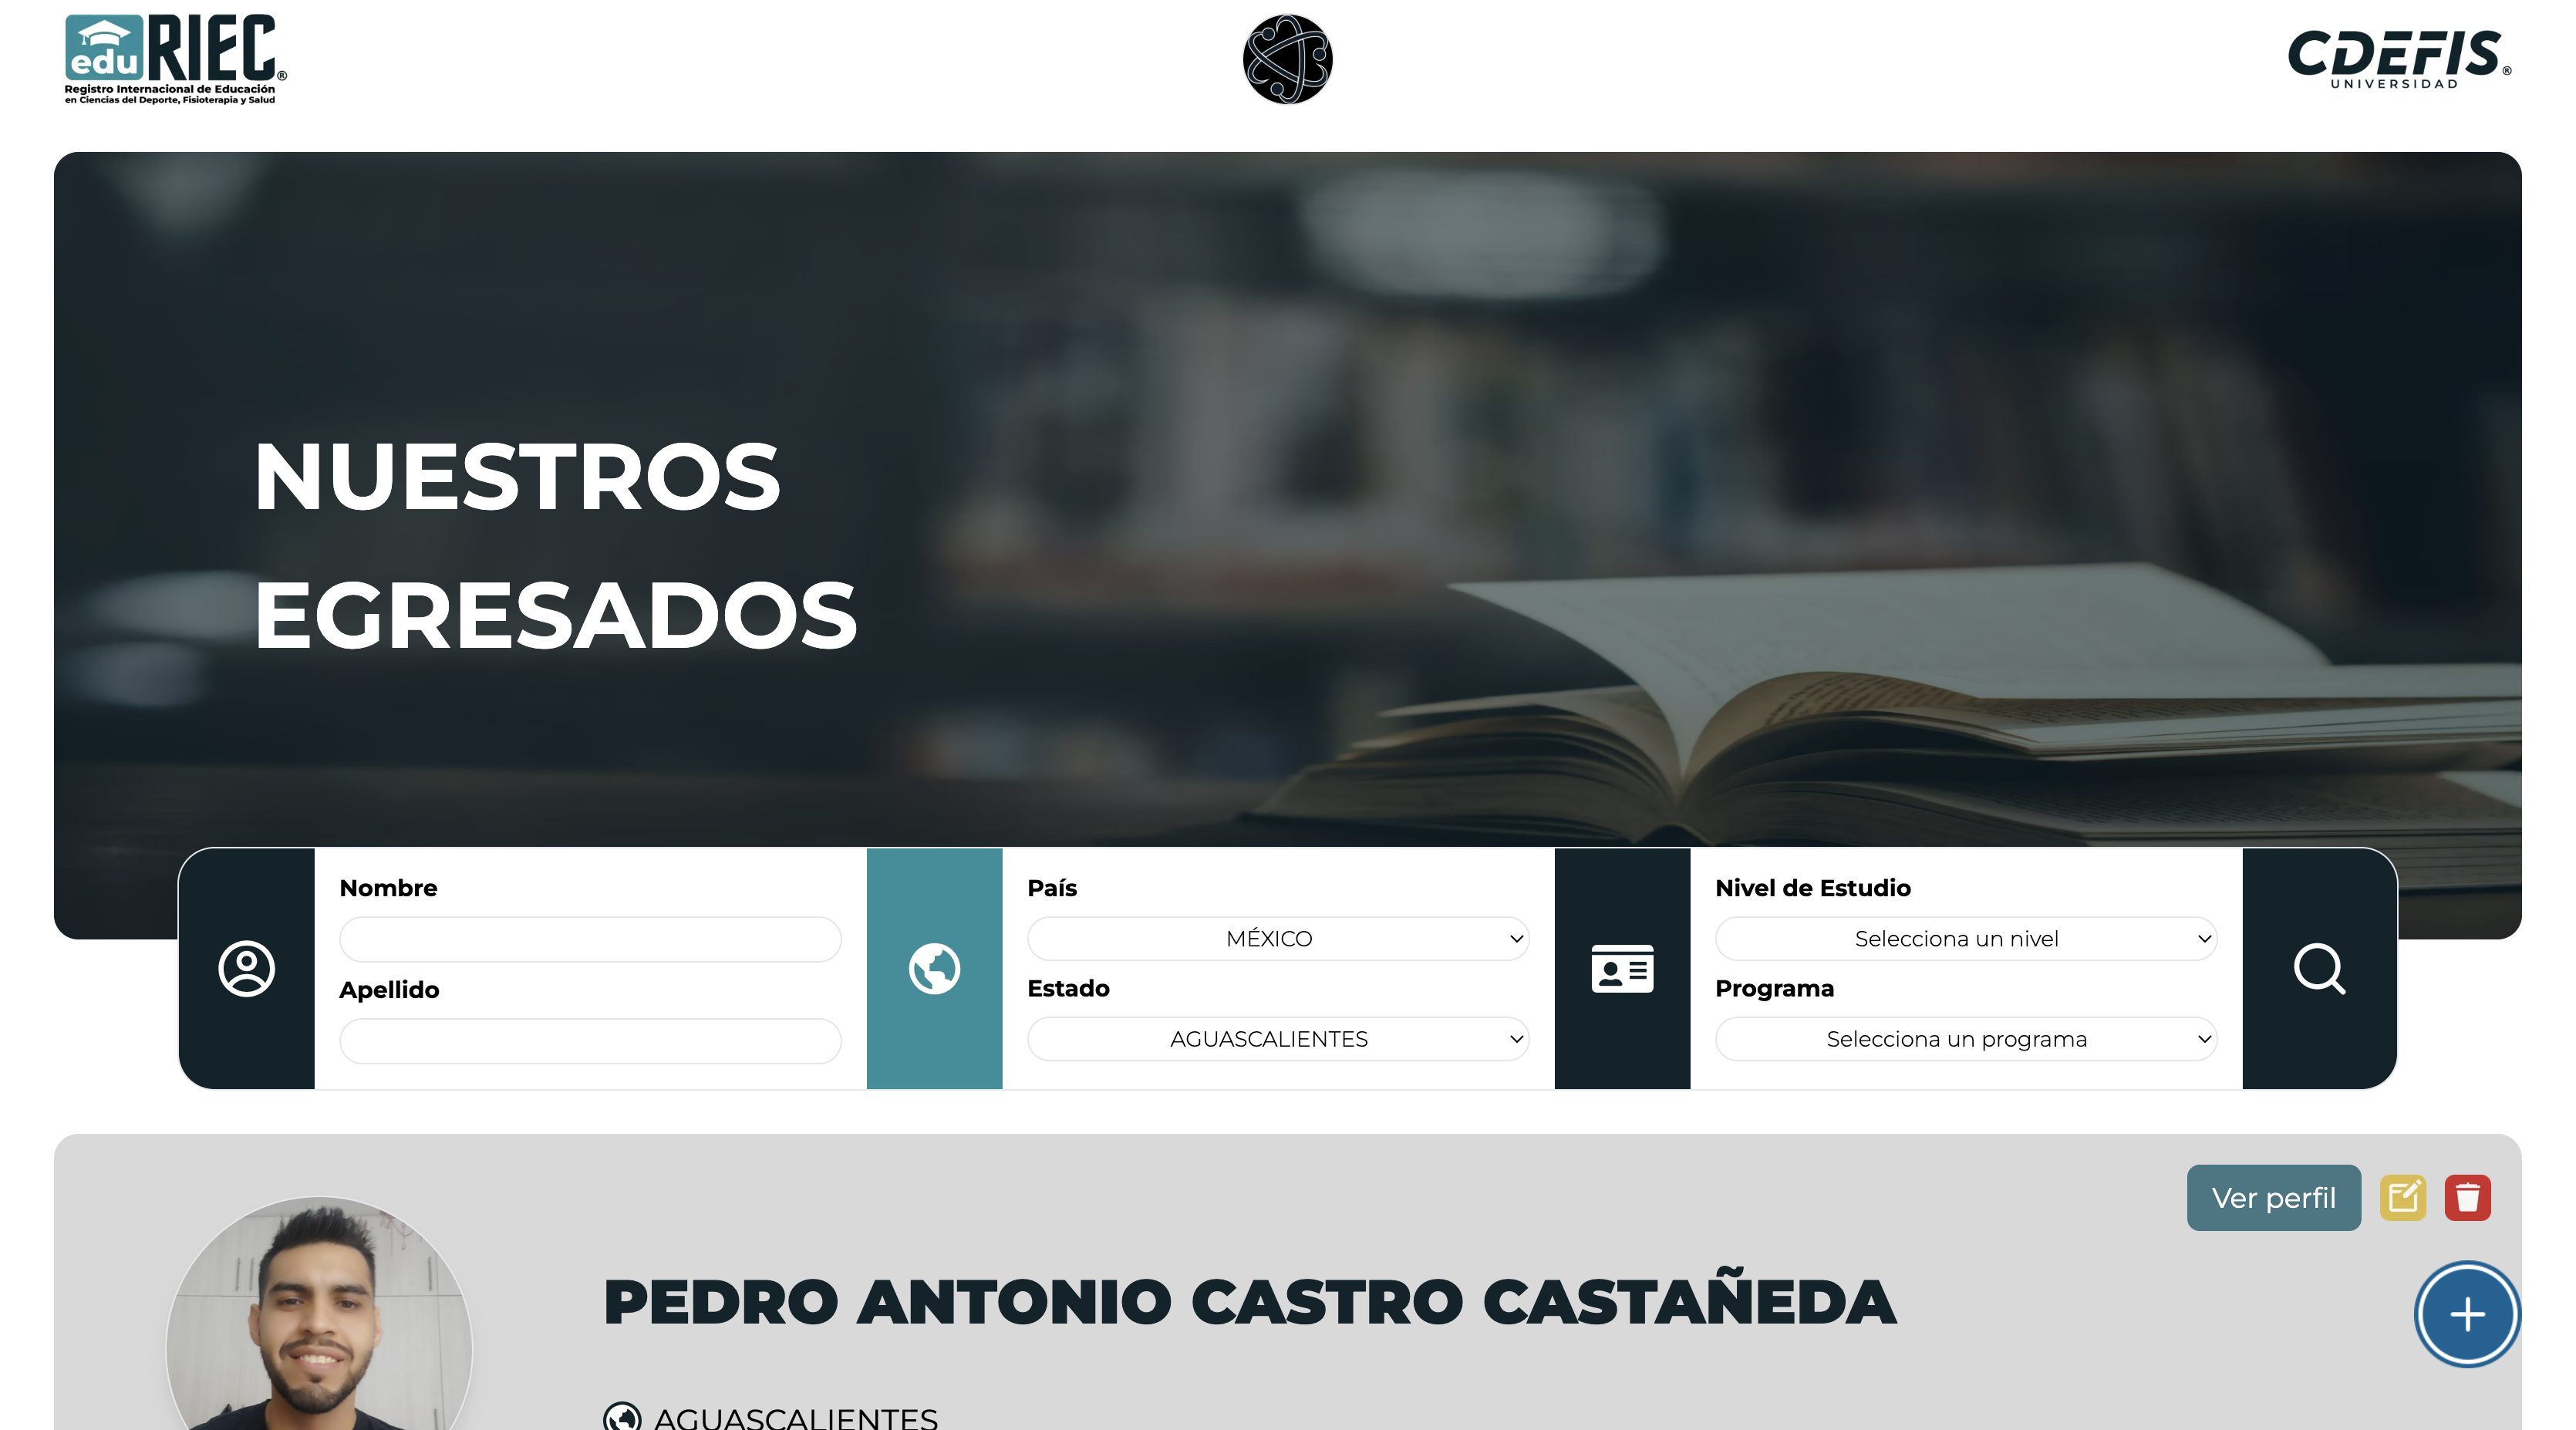 edu RIEC®
Registro Internacional de Educación
en Ciencias del Deporte, Fisioterapia y Salud
CDEFIS®
UNIVERSIDAD
NUESTROS
EGRESADOS
Nombre
Apellido
País
MÉXICO
Estado
AGUASCALIENTES
Nivel de Estudio
Selecciona un nivel
Programa
Selecciona un programa
Ver perfil
PEDRO ANTONIO CASTRO CASTAÑEDA
AGUASCALIENTES